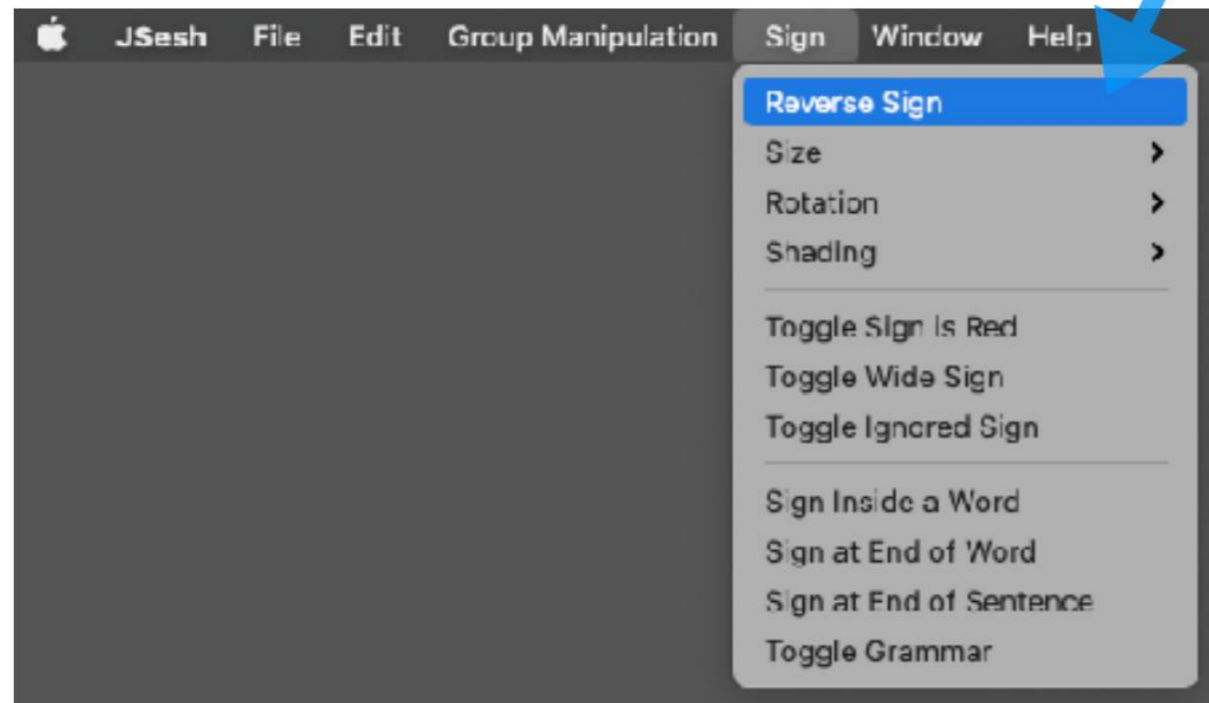 JSesh File Edit Group Manipulation Sign Window Help
Reverse Sign
Size
Rotation
Shading
Toggle Sign is Red
Toggle Wide Sign
Toggle Ignored Sign
Sign Inside a Word
Sign at End of Word
Sign at End of Sentence
Toggle Grammar